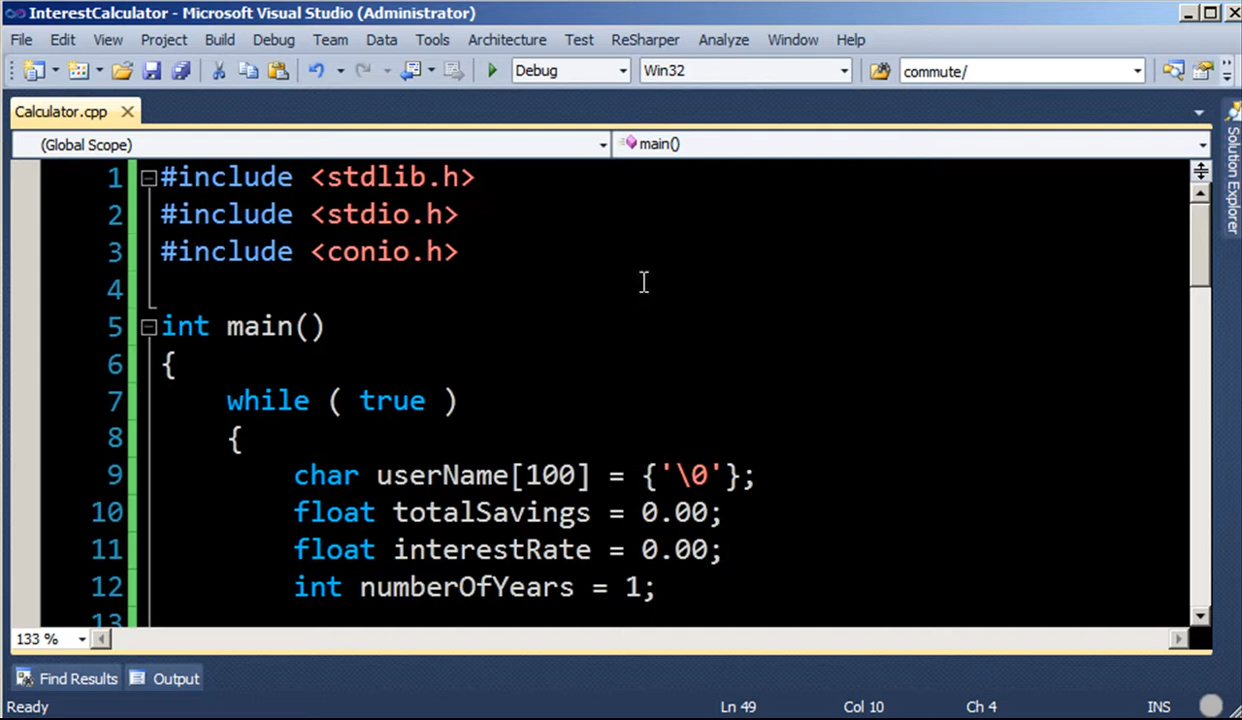 InterestCalculator - Microsoft Visual Studio (Administrator)
File Edit View Project Build Debug Team Data Tools Architecture Test ReSharper Analyze Window Help
Debug Win32 commute/
Calculator.cpp
(Global Scope) main()
1 #include <stdlib.h>
2 #include <stdio.h>
3 #include <conio.h>
4
5 int main()
6 {
7 while ( true )
8 {
9 char userName[100] = {'\0'};
10 float totalSavings = 0.00;
11 float interestRate = 0.00;
12 int numberOfYears = 1;
13
133 %
Solution Explorer
Find Results Output
Ready Ln 49 Col 10 Ch 4 INS